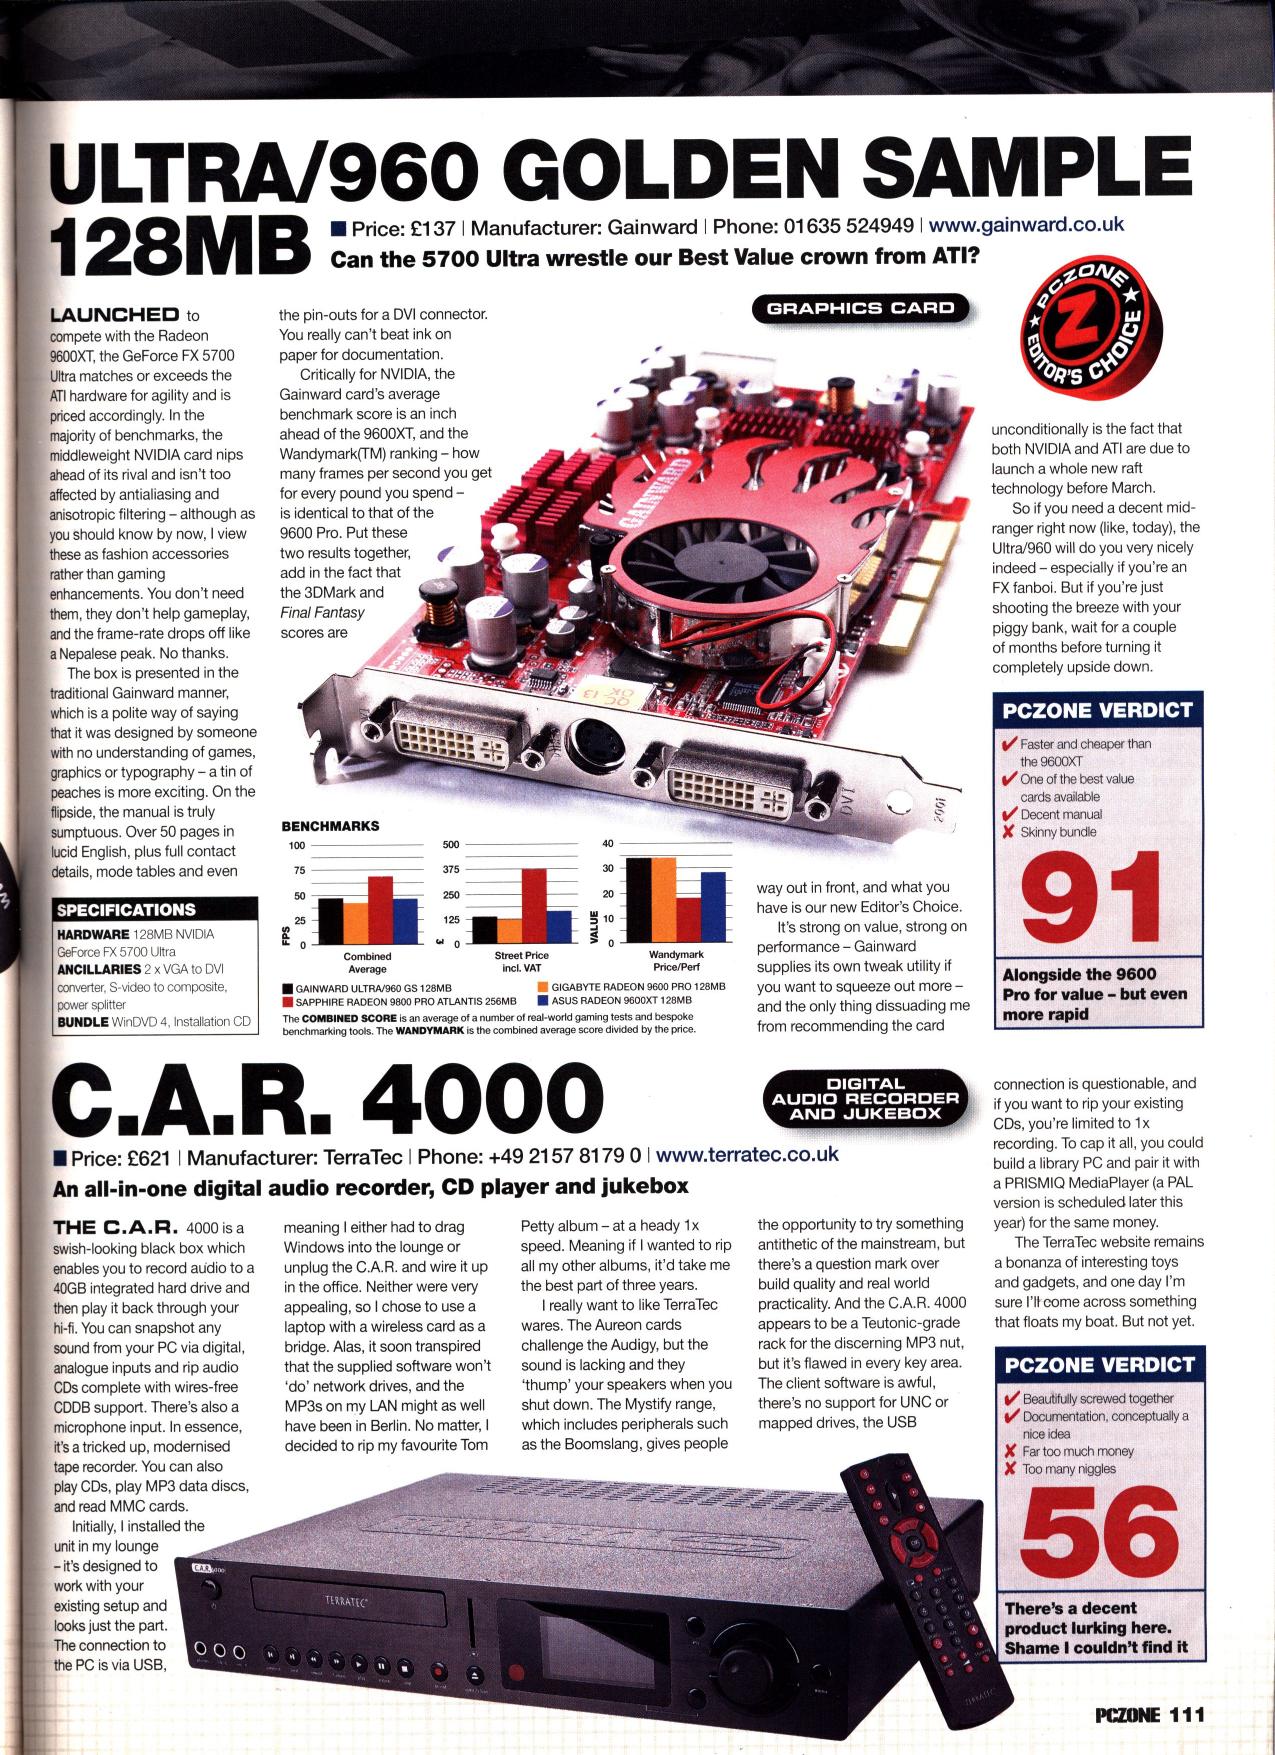 ULTRA/960 GOLDEN SAMPLE
128MB
Price: £137 | Manufacturer: Gainward | Phone: 01635 524949 | www.gainward.co.uk
Can the 5700 Ultra wrestle our Best Value crown from ATI?
GRAPHICS CARD
PCZONE
Z
EDITOR'S CHOICE
LAUNCHED to
compete with the Radeon
9600XT, the GeForce FX 5700
Ultra matches or exceeds the
ATI hardware for agility and is
priced accordingly. In the
majority of benchmarks, the
middleweight NVIDIA card nips
ahead of its rival and isn't too
affected by antialiasing and
anisotropic filtering – although as
you should know by now, I view
these as fashion accessories
rather than gaming
enhancements. You don't need
them, they don't help gameplay,
and the frame-rate drops off like
a Nepalese peak. No thanks.
The box is presented in the
traditional Gainward manner,
which is a polite way of saying
that it was designed by someone
with no understanding of games,
graphics or typography – a tin of
peaches is more exciting. On the
flipside, the manual is truly
sumptuous. Over 50 pages in
lucid English, plus full contact
details, mode tables and even
SPECIFICATIONS
HARDWARE 128MB NVIDIA
GeForce FX 5700 Ultra
ANCILLARIES 2 x VGA to DVI
converter, S-video to composite,
power splitter
BUNDLE WinDVD 4, Installation CD
the pin-outs for a DVI connector.
You really can't beat ink on
paper for documentation.
Critically for NVIDIA, the
Gainward card's average
benchmark score is an inch
ahead of the 9600XT, and the
Wandymark(TM) ranking – how
many frames per second you get
for every pound you spend –
is identical to that of the
9600 Pro. Put these
two results together,
add in the fact that
the 3DMark and
Final Fantasy
scores are
GAINWARD
QC 13
OK
DVI
2001
BENCHMARKS
100
75
50
25
0
FPS
Combined
Average
500
375
250
125
0
£
Street Price
incl. VAT
40
30
20
10
0
VALUE
Wandymark
Price/Perf
GAINWARD ULTRA/960 GS 128MB
GIGABYTE RADEON 9600 PRO 128MB
SAPPHIRE RADEON 9800 PRO ATLANTIS 256MB
ASUS RADEON 9600XT 128MB
The COMBINED SCORE is an average of a number of real-world gaming tests and bespoke
benchmarking tools. The WANDYMARK is the combined average score divided by the price.
way out in front, and what you
have is our new Editor's Choice.
It's strong on value, strong on
performance – Gainward
supplies its own tweak utility if
you want to squeeze out more –
and the only thing dissuading me
from recommending the card
unconditionally is the fact that
both NVIDIA and ATI are due to
launch a whole new raft
technology before March.
So if you need a decent mid-
ranger right now (like, today), the
Ultra/960 will do you very nicely
indeed – especially if you're an
FX fanboi. But if you're just
shooting the breeze with your
piggy bank, wait for a couple
of months before turning it
completely upside down.
PCZONE VERDICT
Faster and cheaper than
the 9600XT
One of the best value
cards available
Decent manual
Skinny bundle
91
Alongside the 9600
Pro for value – but even
more rapid
C.A.R. 4000
DIGITAL
AUDIO RECORDER
AND JUKEBOX
Price: £621 | Manufacturer: TerraTec | Phone: +49 2157 8179 0 | www.terratec.co.uk
An all-in-one digital audio recorder, CD player and jukebox
THE C.A.R. 4000 is a
swish-looking black box which
enables you to record audio to a
40GB integrated hard drive and
then play it back through your
hi-fi. You can snapshot any
sound from your PC via digital,
analogue inputs and rip audio
CDs complete with wires-free
CDDB support. There's also a
microphone input. In essence,
it's a tricked up, modernised
tape recorder. You can also
play CDs, play MP3 data discs,
and read MMC cards.
Initially, I installed the
unit in my lounge
– it's designed to
work with your
existing setup and
looks just the part.
The connection to
the PC is via USB,
meaning I either had to drag
Windows into the lounge or
unplug the C.A.R. and wire it up
in the office. Neither were very
appealing, so I chose to use a
laptop with a wireless card as a
bridge. Alas, it soon transpired
that the supplied software won't
'do' network drives, and the
MP3s on my LAN might as well
have been in Berlin. No matter, I
decided to rip my favourite Tom
Petty album – at a heady 1x
speed. Meaning if I wanted to rip
all my other albums, it'd take me
the best part of three years.
I really want to like TerraTec
wares. The Aureon cards
challenge the Audigy, but the
sound is lacking and they
'thump' your speakers when you
shut down. The Mystify range,
which includes peripherals such
as the Boomslang, gives people
the opportunity to try something
antithetic of the mainstream, but
there's a question mark over
build quality and real world
practicality. And the C.A.R. 4000
appears to be a Teutonic-grade
rack for the discerning MP3 nut,
but it's flawed in every key area.
The client software is awful,
there's no support for UNC or
mapped drives, the USB
connection is questionable, and
if you want to rip your existing
CDs, you're limited to 1x
recording. To cap it all, you could
build a library PC and pair it with
a PRISMIQ MediaPlayer (a PAL
version is scheduled later this
year) for the same money.
The TerraTec website remains
a bonanza of interesting toys
and gadgets, and one day I'm
sure I'll come across something
that floats my boat. But not yet.
PCZONE VERDICT
Beautifully screwed together
Documentation, conceptually a
nice idea
Far too much money
Too many niggles
56
There's a decent
product lurking here.
Shame I couldn't find it
C.A.R. 4000
TERRATEC
TERRATEC
PCZONE 111